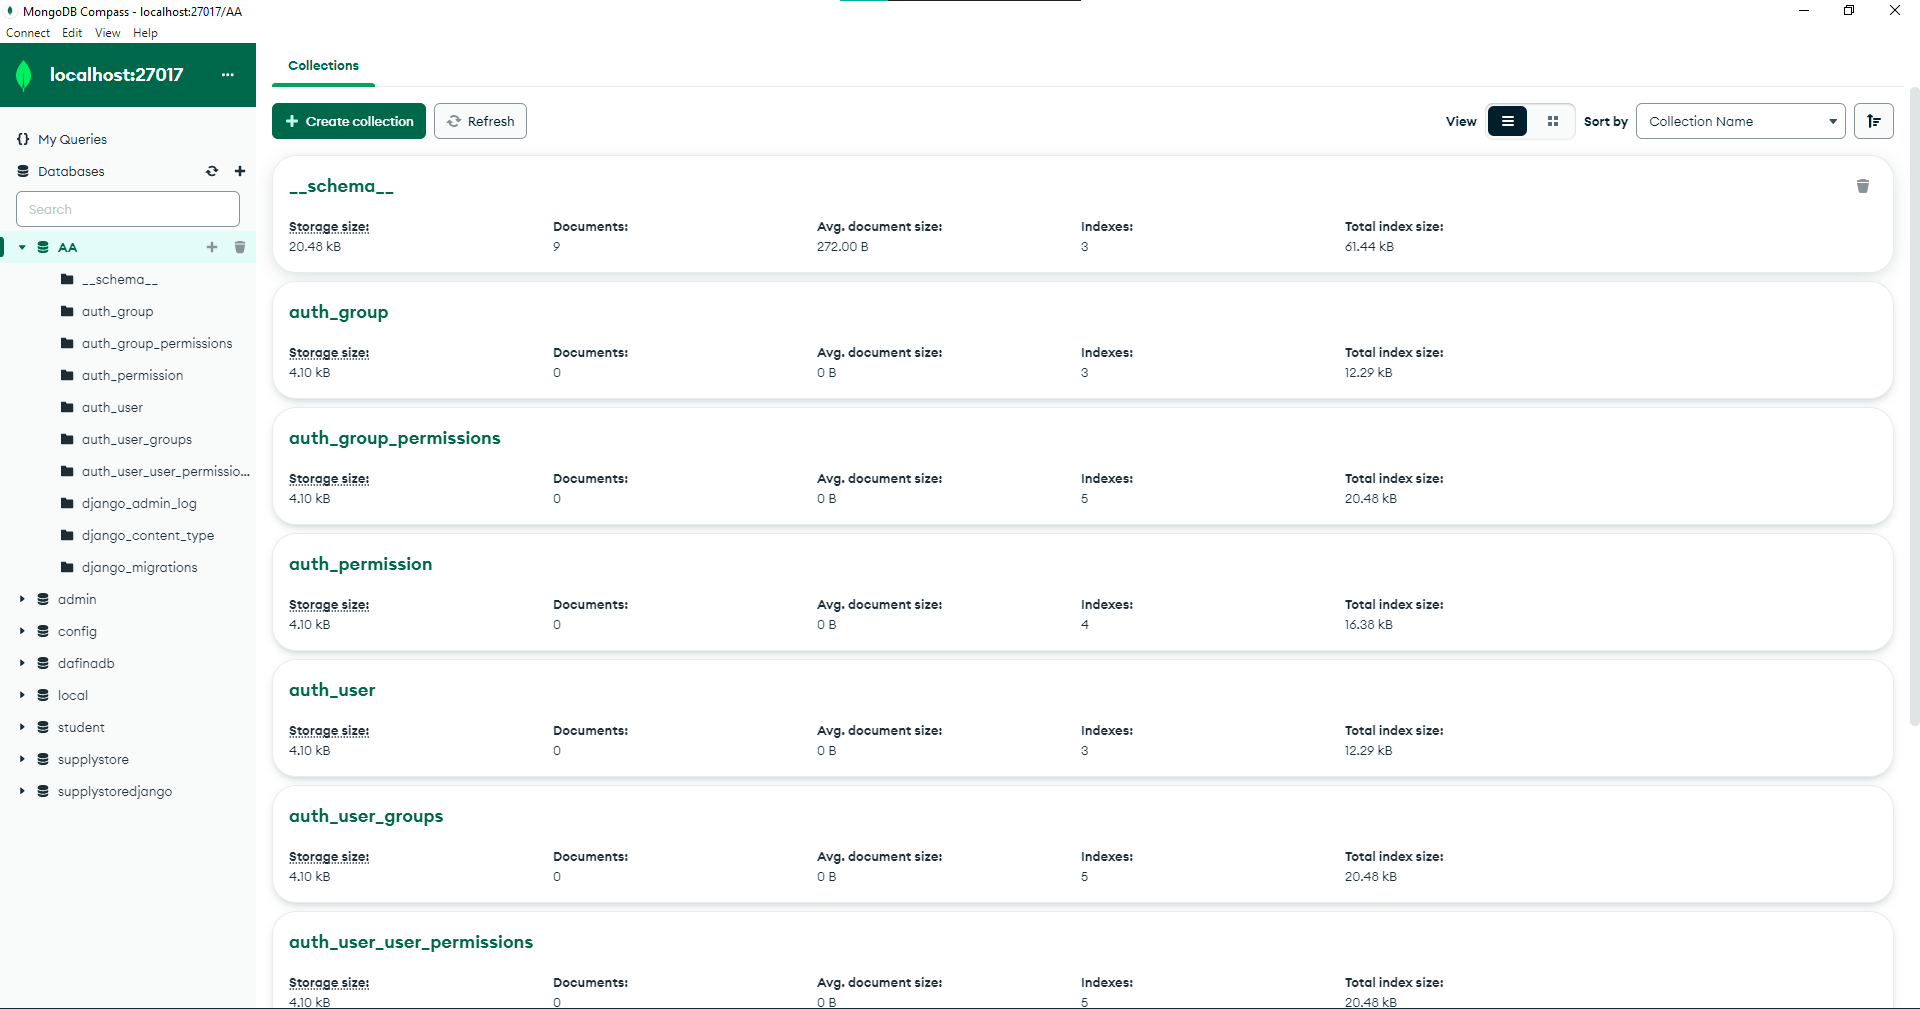 MongoDB Compass - localhost:27017/AA
Connect Edit View Help
localhost:27017 ...
{} My Queries
Databases
Search
AA
__schema__
auth_group
auth_group_permissions
auth_permission
auth_user
auth_user_groups
auth_user_user_permissio...
django_admin_log
django_content_type
django_migrations
admin
config
dafinadb
local
student
supplystore
supplystoredjango
Collections
Create collection Refresh View Sort by Collection Name
__schema__
Storage size: Documents: Avg. document size: Indexes: Total index size:
20.48 kB 9 272.00 B 3 61.44 kB
auth_group
Storage size: Documents: Avg. document size: Indexes: Total index size:
4.10 kB 0 0 B 3 12.29 kB
auth_group_permissions
Storage size: Documents: Avg. document size: Indexes: Total index size:
4.10 kB 0 0 B 5 20.48 kB
auth_permission
Storage size: Documents: Avg. document size: Indexes: Total index size:
4.10 kB 0 0 B 4 16.38 kB
auth_user
Storage size: Documents: Avg. document size: Indexes: Total index size:
4.10 kB 0 0 B 3 12.29 kB
auth_user_groups
Storage size: Documents: Avg. document size: Indexes: Total index size:
4.10 kB 0 0 B 5 20.48 kB
auth_user_user_permissions
Storage size: Documents: Avg. document size: Indexes: Total index size:
4.10 kB 0 0 B 5 20.48 kB